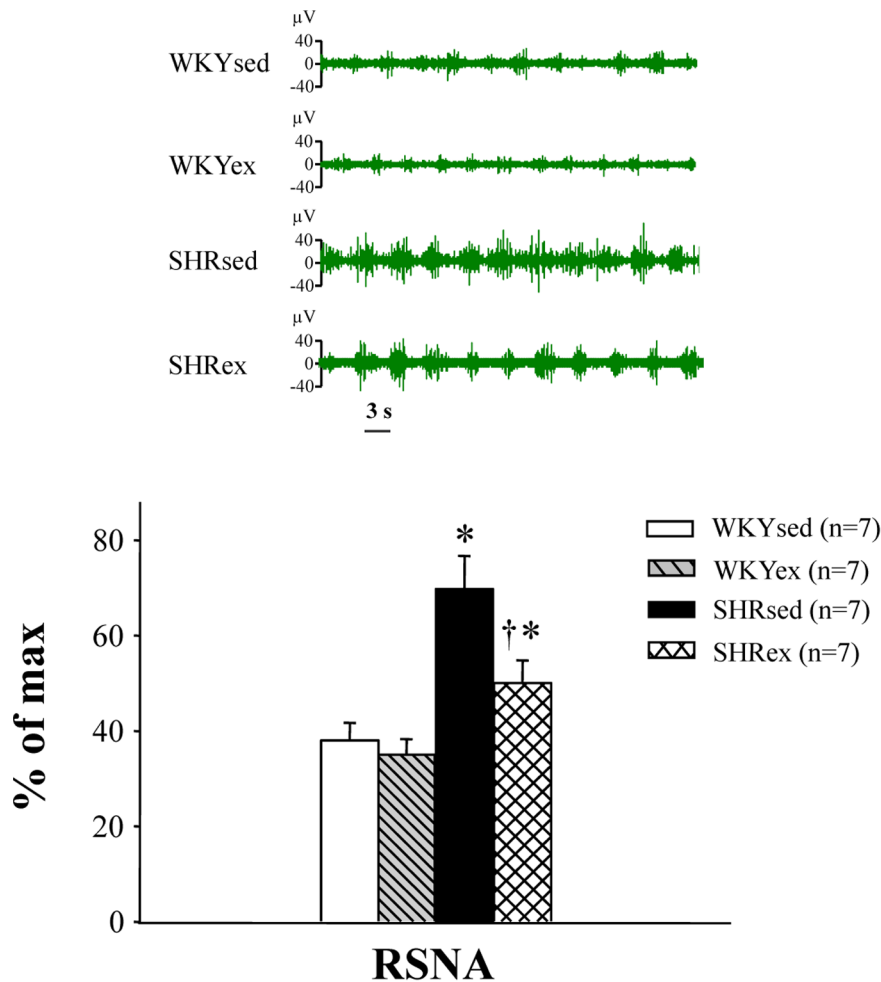 µV
40
0
-40
WKYsed
µV
40
0
-40
WKYex
µV
40
0
-40
SHRsed
µV
40
0
-40
SHRex
3 s
% of max
80
60
40
20
0
*
†*
WKYsed (n=7)
WKYex (n=7)
SHRsed (n=7)
SHRex (n=7)
RSNA